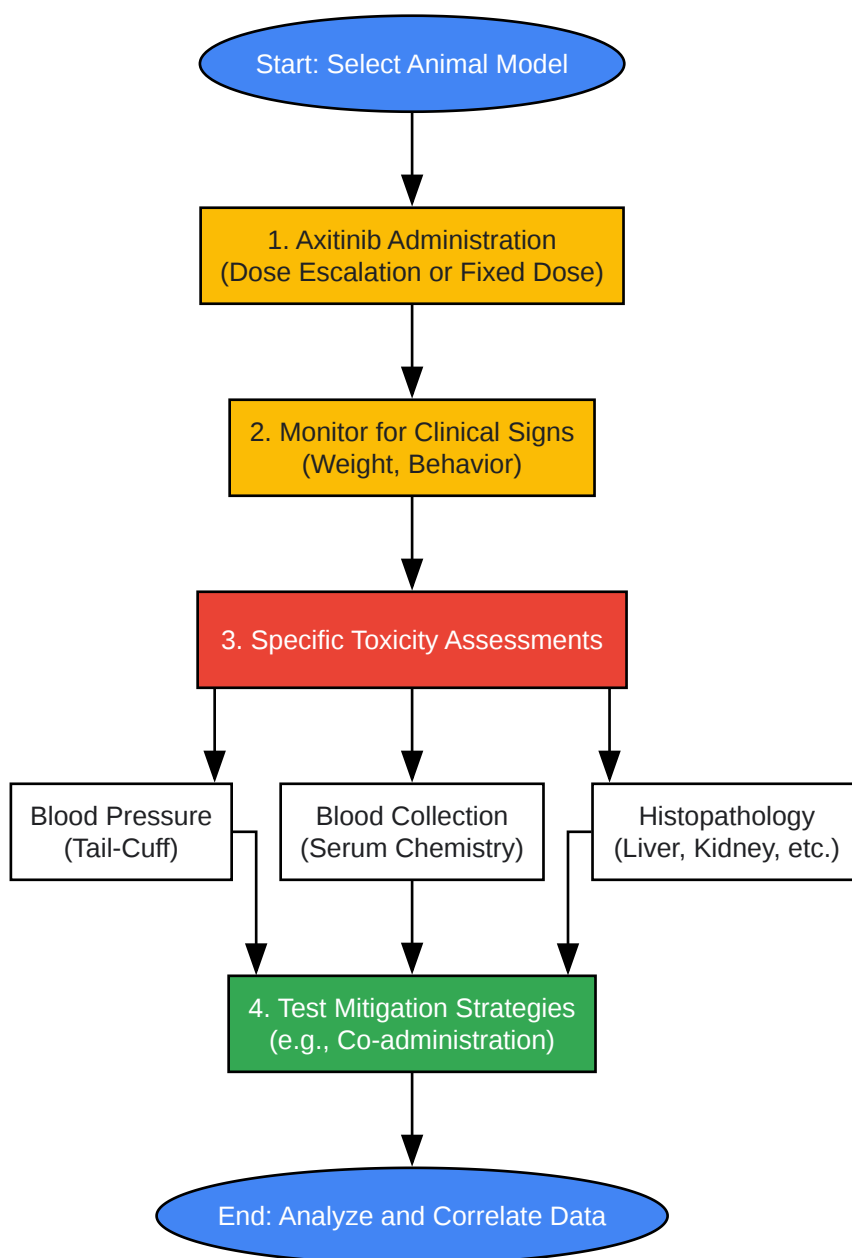 Start: Select Animal Model
1. Axitinib Administration
(Dose Escalation or Fixed Dose)
2. Monitor for Clinical Signs
(Weight, Behavior)
3. Specific Toxicity Assessments
Blood Pressure
(Tail-Cuff)
Blood Collection
(Serum Chemistry)
Histopathology
(Liver, Kidney, etc.)
4. Test Mitigation Strategies
(e.g., Co-administration)
End: Analyze and Correlate Data